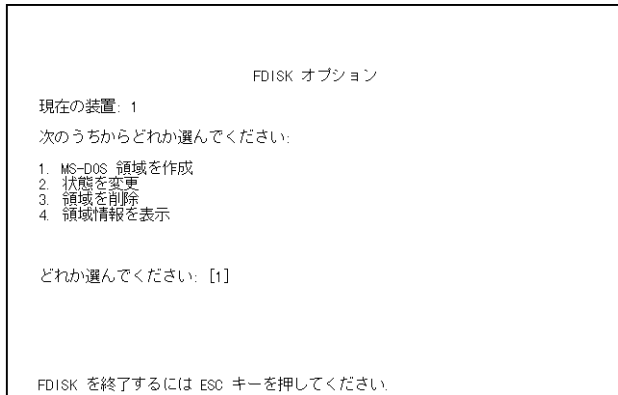 FDISK オプション
現在の装置: 1
次のうちからどれか選んでください:
1. MS-DOS 領域を作成
2. 状態を変更
3. 領域を削除
4. 領域情報を表示
どれか選んでください: [1]
FDISK を終了するには ESC キーを押してください.